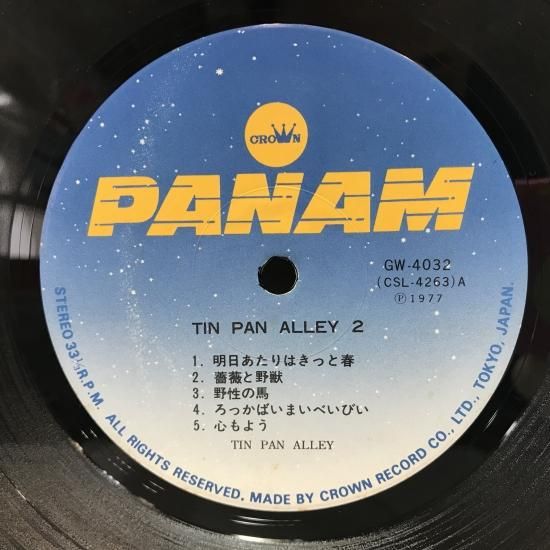 CROWN
PANAM
GW-4032
(CSL-4263)A
Ⓟ1977
TIN PAN ALLEY 2
1. 明日あたりはきっと春
2. 薔薇と野獣
3. 野性の馬
4. ろっかばいまいべいびい
5. 心もよう
TIN PAN ALLEY
STEREO 33⅓ R.P.M. ALL RIGHTS RESERVED. MADE BY CROWN RECORD CO., LTD., TOKYO, JAPAN.